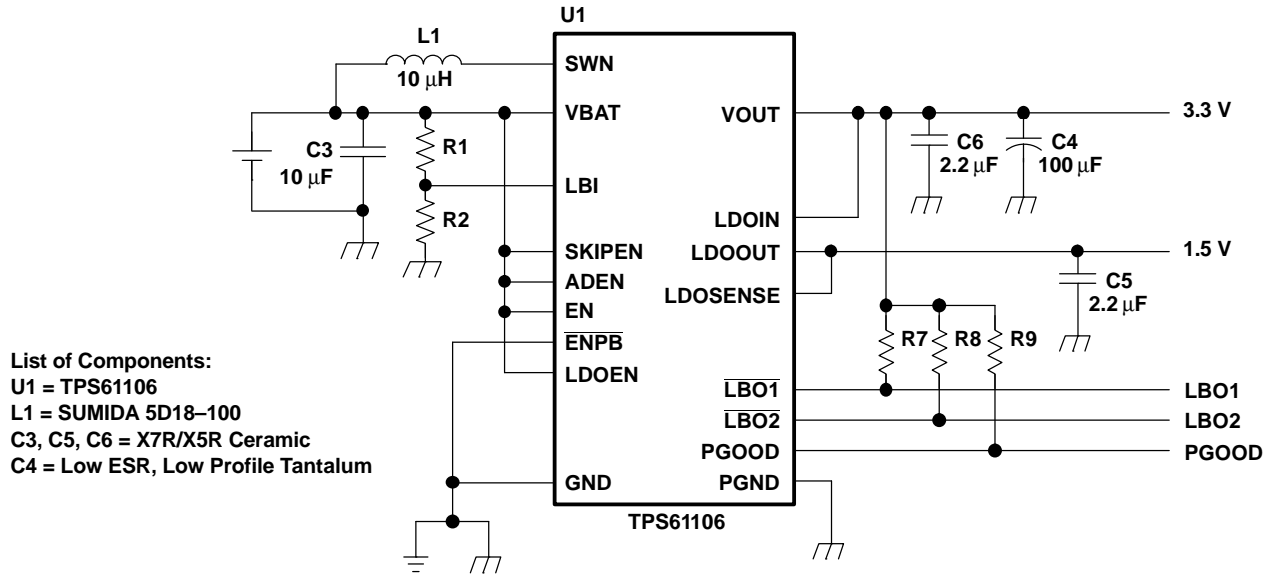 U1
L1
10 µH
SWN
VBAT
VOUT
3.3 V
C3
10 µF
R1
C6
2.2 µF
C4
100 µF
LBI
R2
LDOIN
SKIPEN
LDOOUT
1.5 V
ADEN
LDOSENSE
C5
2.2 µF
EN
ENPB
R7
R8
R9
LDOEN
List of Components:
U1 = TPS61106
L1 = SUMIDA 5D18–100
C3, C5, C6 = X7R/X5R Ceramic
C4 = Low ESR, Low Profile Tantalum
LBO1
LBO1
LBO2
LBO2
PGOOD
PGOOD
GND
PGND
TPS61106